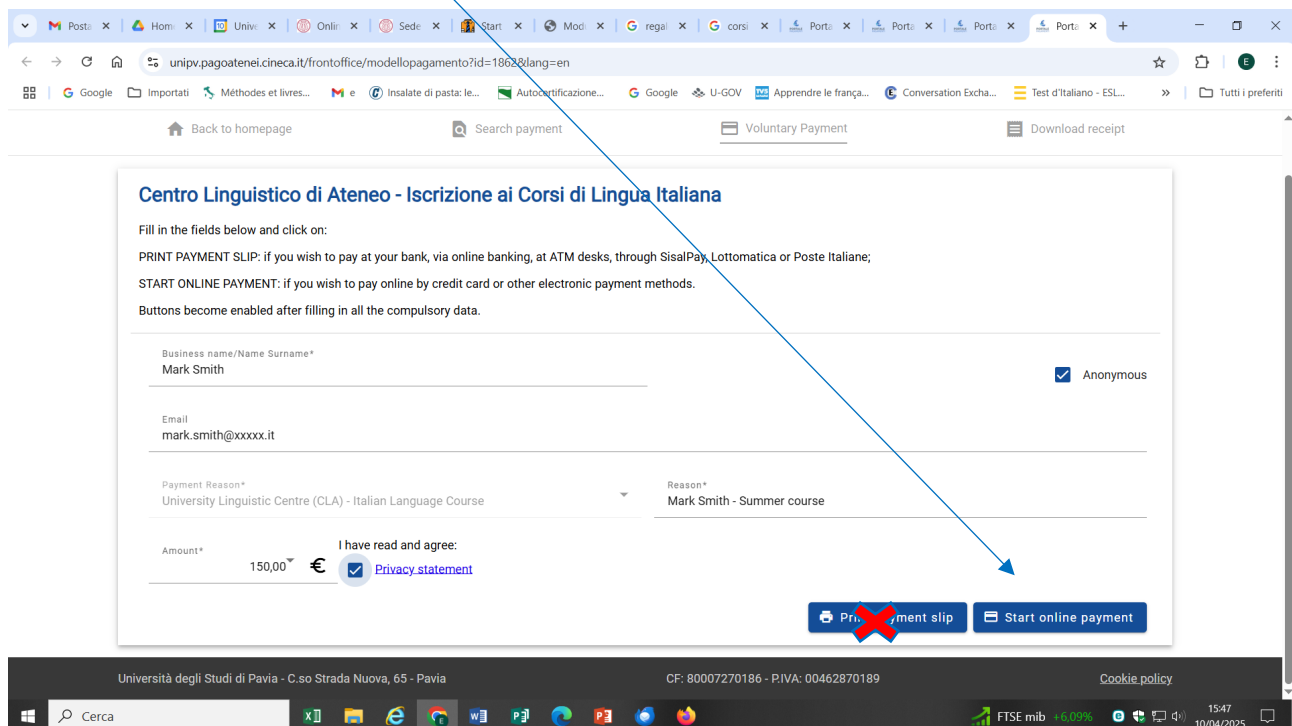 Posta
Home
Unive
Onlin
Sede
Start
Modu
G regal
G corsi
Porta
Porta
Porta
Porta
unipv.pagoatenei.cineca.it/frontoffice/modellopagamento?id=1862&lang=en
E
G Google
Importati
Méthodes et livres...
M e
Insalate di pasta: le...
Autocertificazione...
G Google
U-GOV
TV5 Apprendre le frança...
Conversation Excha...
Test d'Italiano - ESL...
»
Tutti i preferiti
Back to homepage
Search payment
Voluntary Payment
Download receipt
Centro Linguistico di Ateneo - Iscrizione ai Corsi di Lingua Italiana
Fill in the fields below and click on:
PRINT PAYMENT SLIP: if you wish to pay at your bank, via online banking, at ATM desks, through SisalPay, Lottomatica or Poste Italiane;
START ONLINE PAYMENT: if you wish to pay online by credit card or other electronic payment methods.
Buttons become enabled after filling in all the compulsory data.
Business name/Name Surname*
Mark Smith
Anonymous
Email
mark.smith@xxxxx.it
Payment Reason*
University Linguistic Centre (CLA) - Italian Language Course
Reason*
Mark Smith - Summer course
Amount*
150,00 €
I have read and agree:
Privacy statement
slip
Start online payment
Università degli Studi di Pavia - C.so Strada Nuova, 65 - Pavia
CF: 80007270186 - P.IVA: 00462870189
Cookie policy
Cerca
FTSE mib +6,09%
15:47
10/04/2025